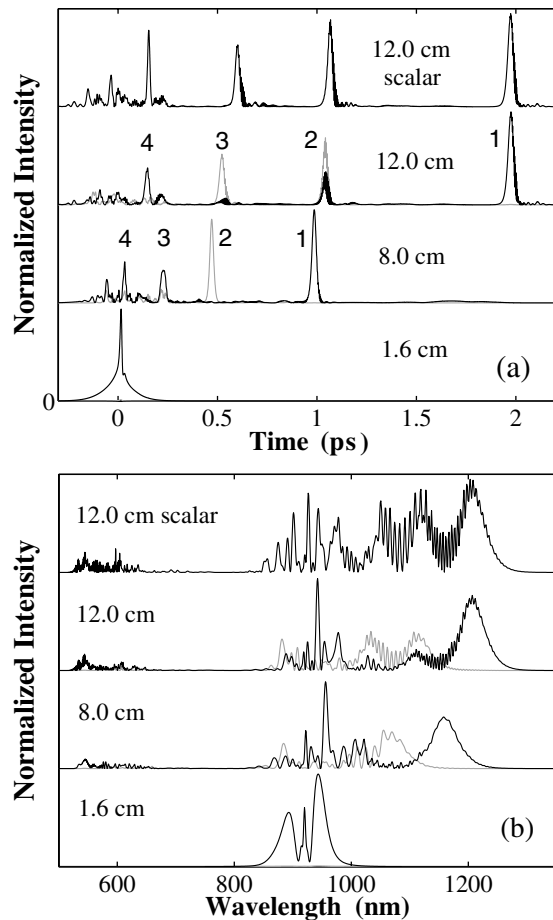 12.0 cm
scalar
4
3
2
1
12.0 cm
4
3
2
1
8.0 cm
1.6 cm
(a)
Normalized Intensity
0
0.5
1
1.5
2
Time (ps)
12.0 cm scalar
12.0 cm
8.0 cm
1.6 cm
(b)
Normalized Intensity
600
800
1000
1200
Wavelength (nm)